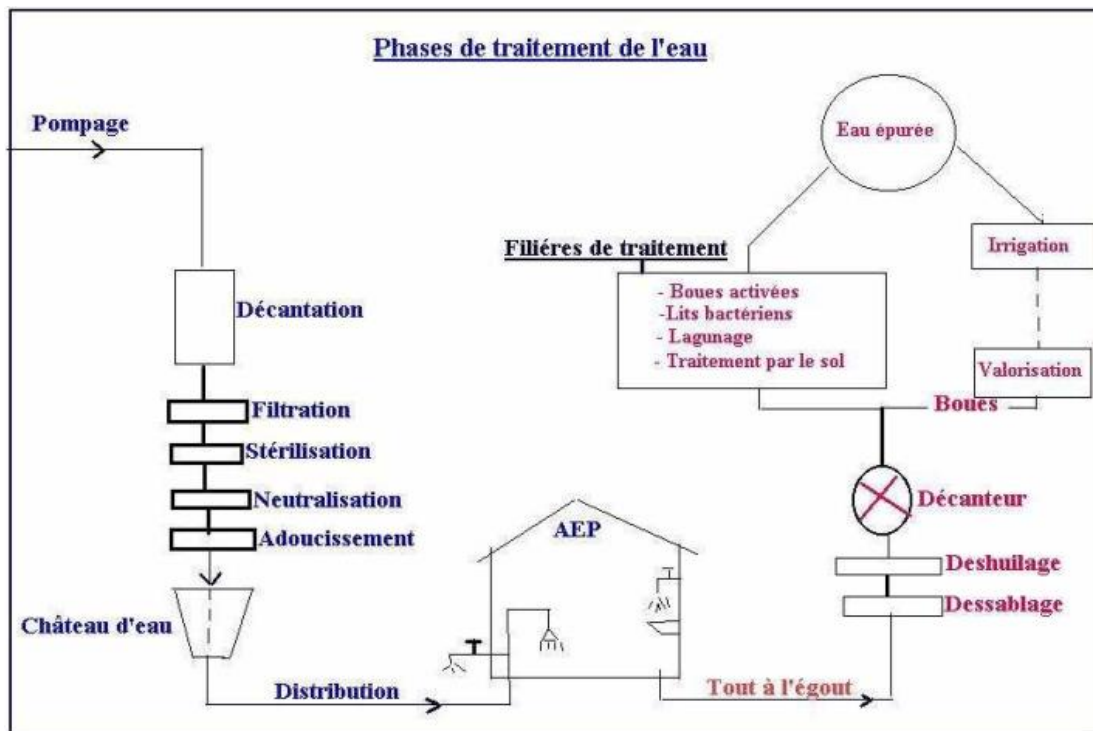 Phases de traitement de l'eau
Pompage
Décantation
Filtration
Stérilisation
Neutralisation
Adoucissement
Château d'eau
Distribution
AEP
Tout à l'égout
Dessablage
Deshuilage
Décanteur
Boues
Filiéres de traitement
- Boues activées
-Lits bactériens
- Lagunage
- Traitement par le sol
Eau épurée
Irrigation
Valorisation